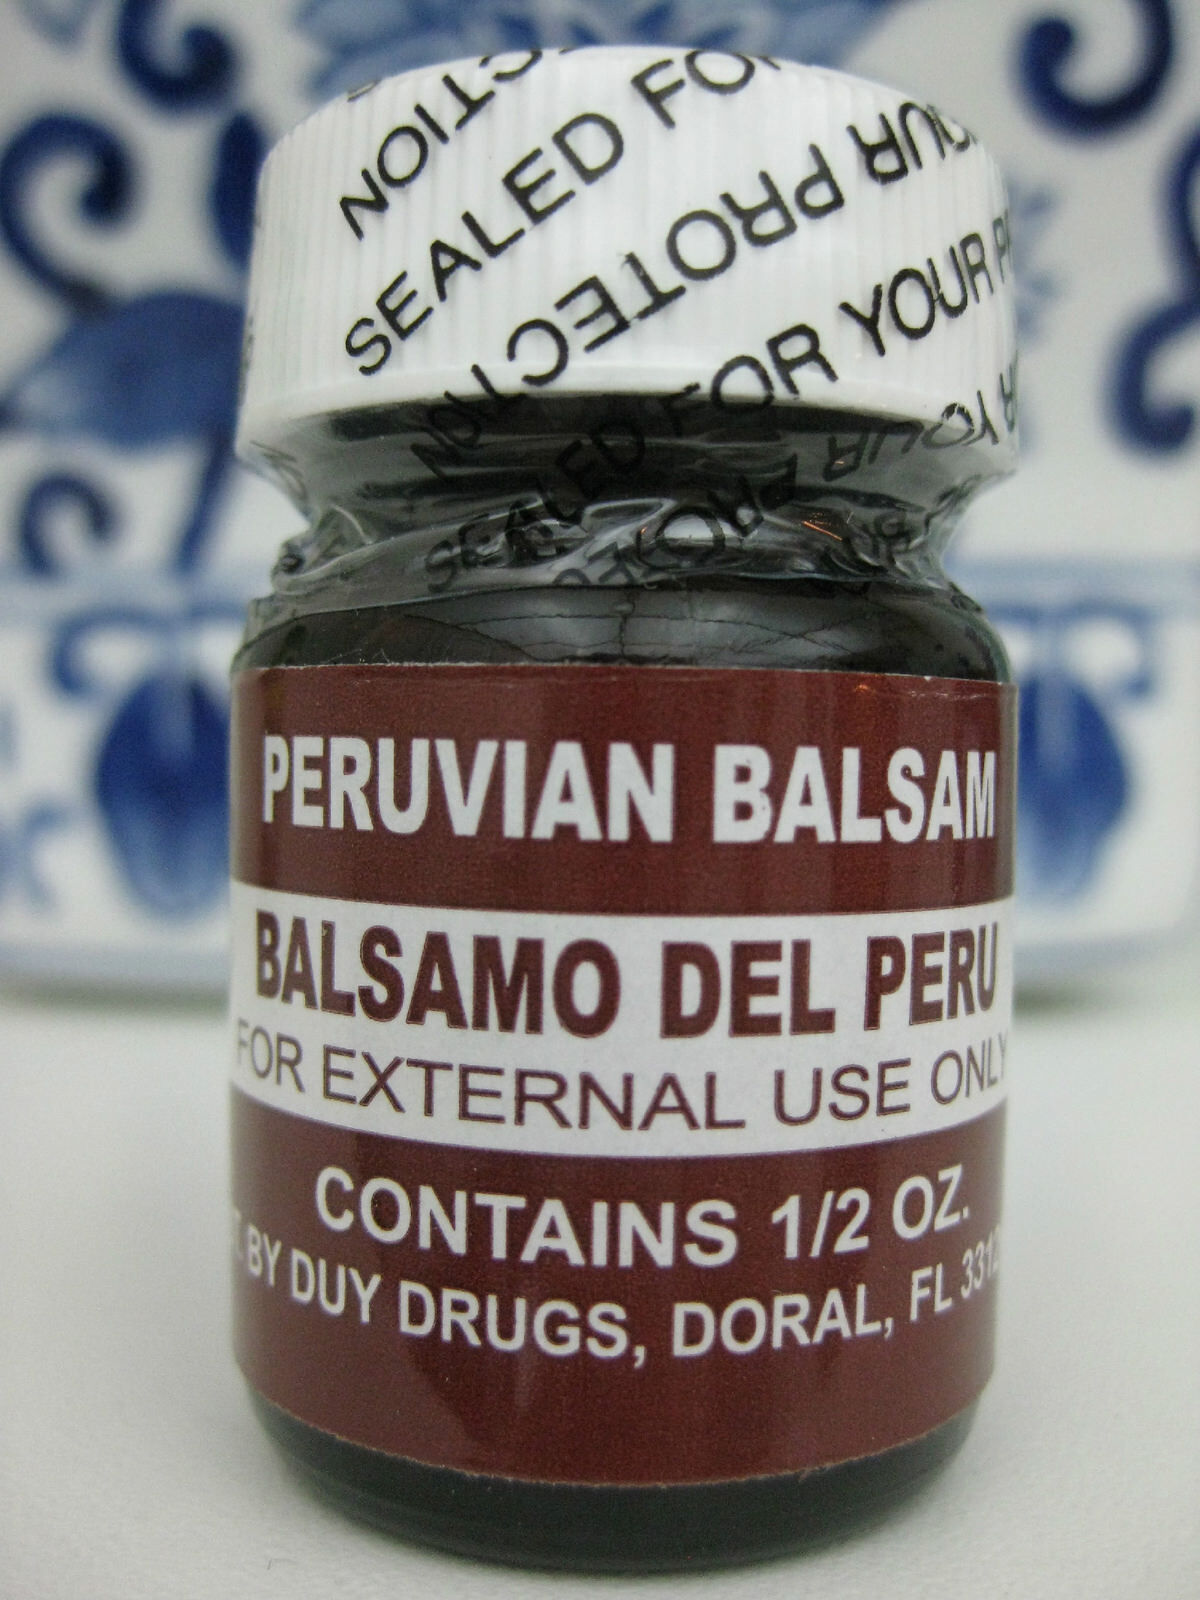 SEALED FOR
FOR YOUR
PERUVIAN BALSAM
BALSAMO DEL PERU
FOR EXTERNAL USE ONLY
CONTAINS 1/2 OZ.
BY DUY DRUGS, DORAL, FL